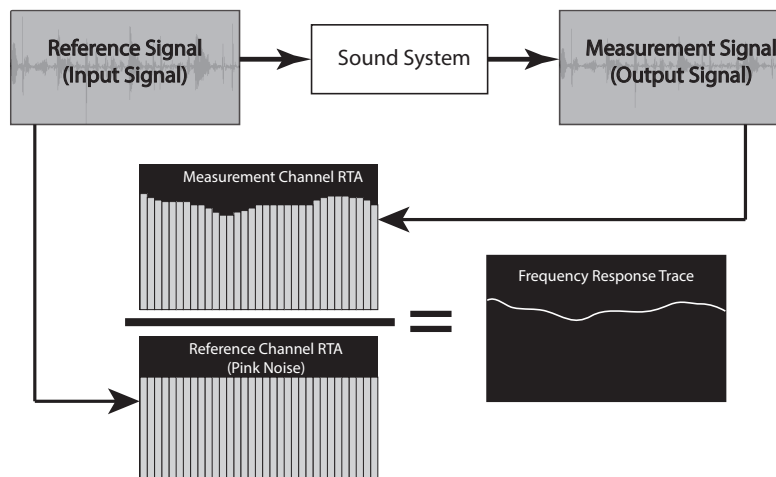 Reference Signal
(Input Signal)
Sound System
Measurement Signal
(Output Signal)
Measurement Channel RTA
=
Frequency Response Trace
Reference Channel RTA
(Pink Noise)